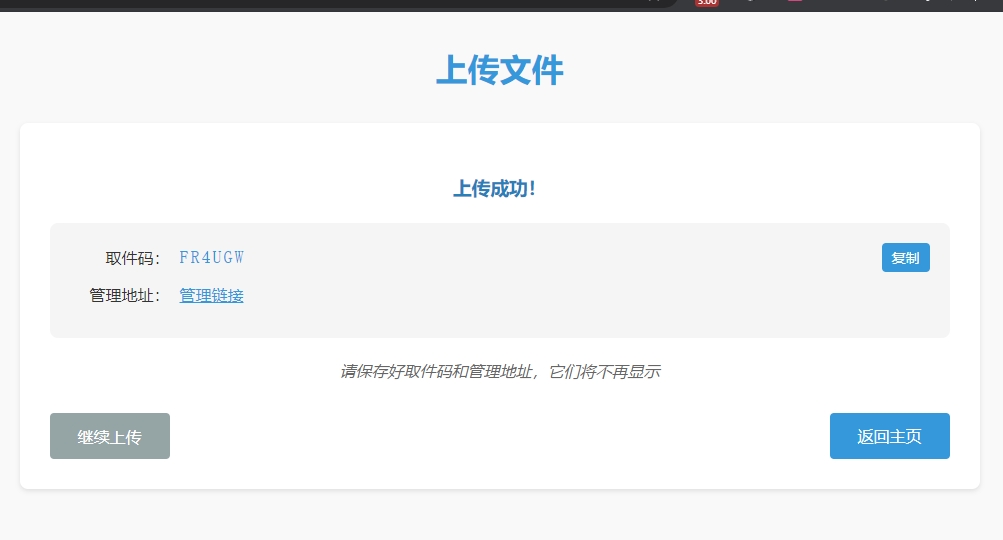 3.00
上传文件
上传成功！
取件码： FR4UGW 复制
管理地址： 管理链接
请保存好取件码和管理地址，它们将不再显示
继续上传 返回主页